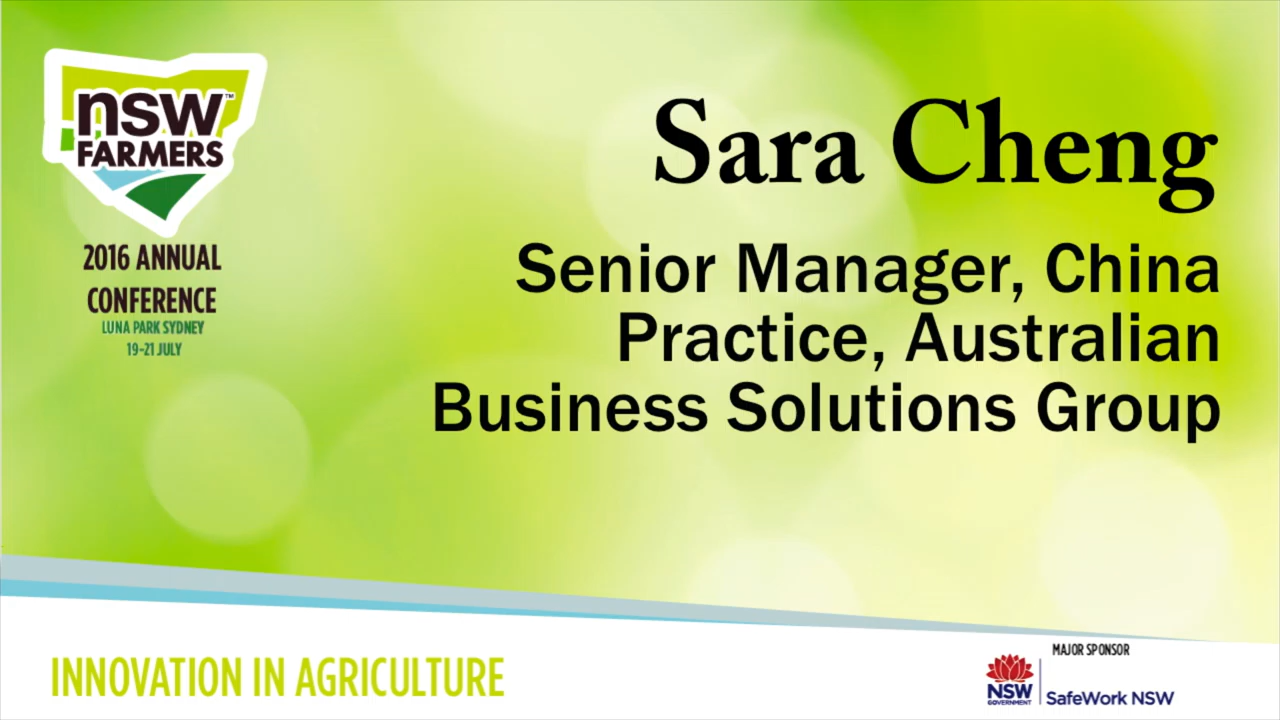 nsw™
FARMERS
2016 ANNUAL
CONFERENCE
LUNA PARK SYDNEY
19-21 JULY
Sara Cheng
Senior Manager, China
Practice, Australian
Business Solutions Group
INNOVATION IN AGRICULTURE
MAJOR SPONSOR
NSW
GOVERNMENT
SafeWork NSW